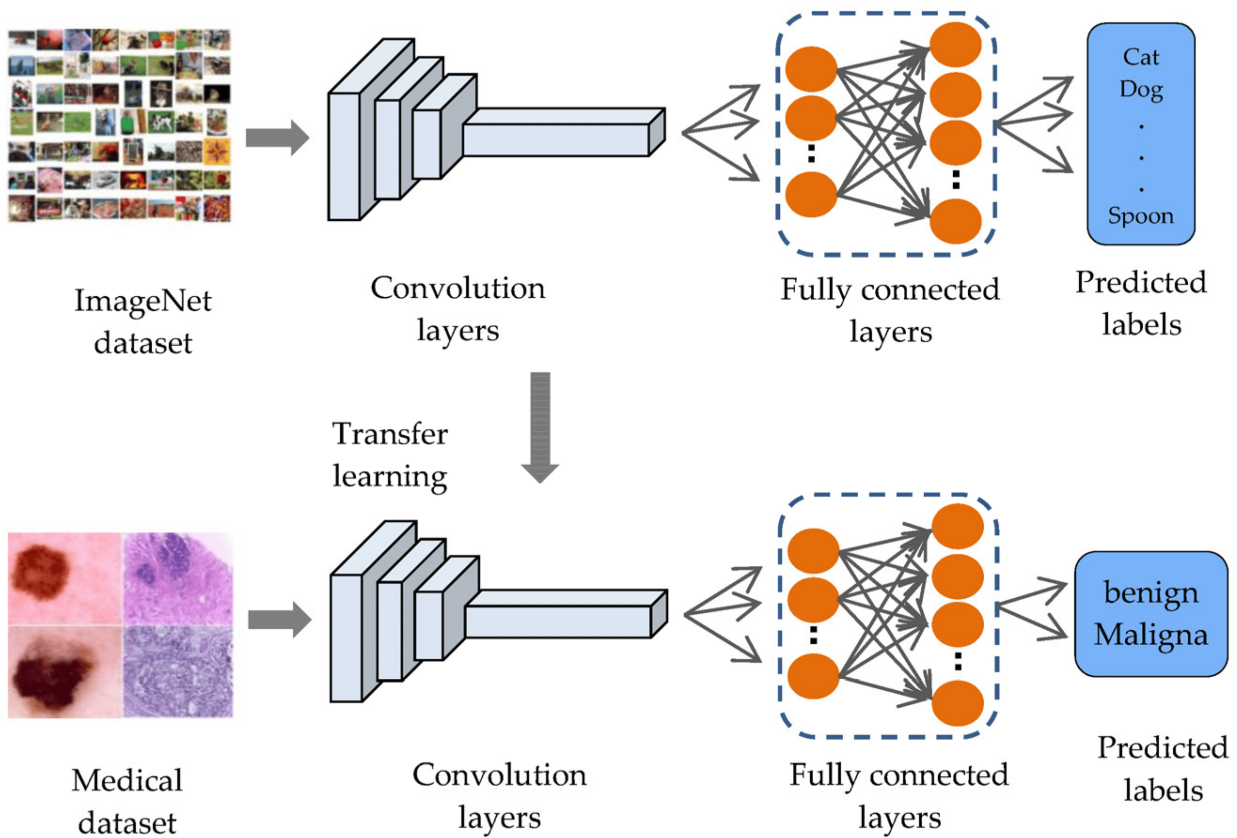 Cat
Dog
.
.
.
Spoon
ImageNet
dataset
Convolution
layers
Fully connected
layers
Predicted
labels
Transfer
learning
benign
Maligna
Medical
dataset
Convolution
layers
Fully connected
layers
Predicted
labels